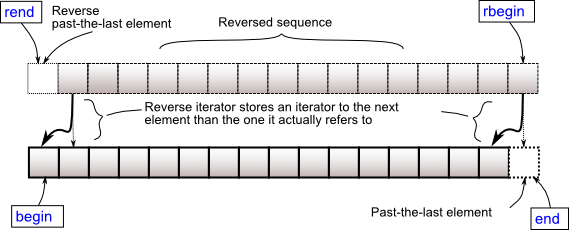 rend
Reverse
past-the-last element
Reversed sequence
rbegin
Reverse iterator stores an iterator to the next
element than the one it actually refers to
begin
Past-the-last element
end